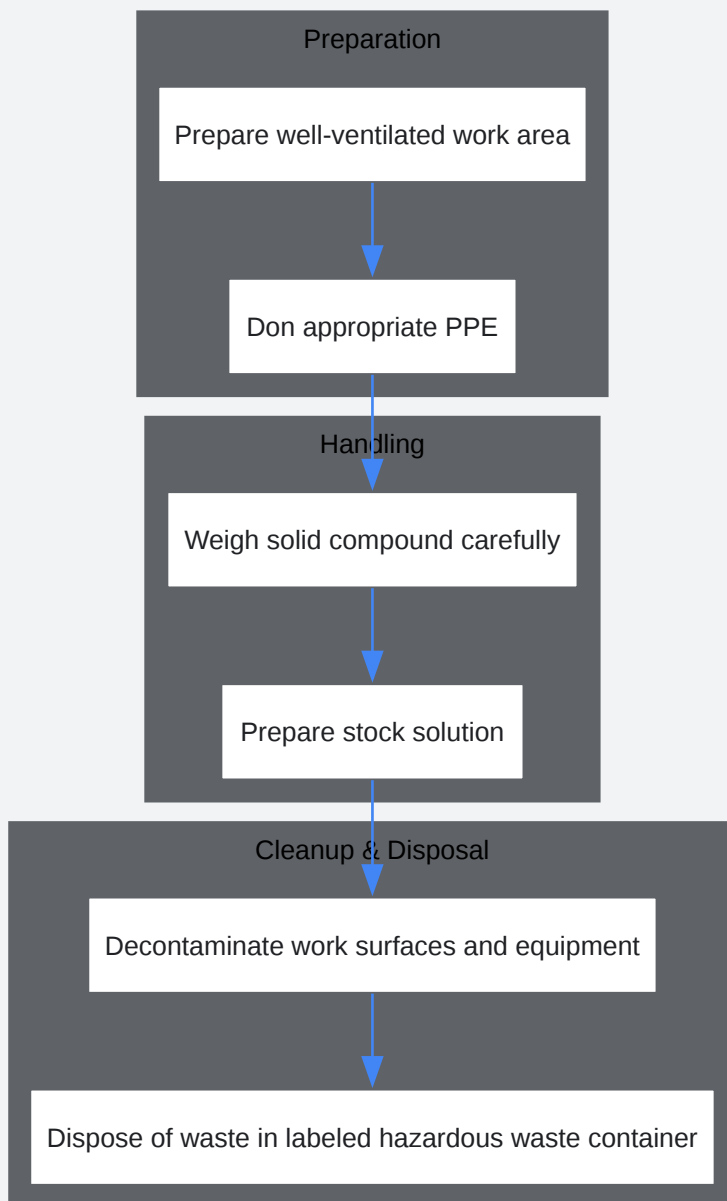 Preparation
Prepare well-ventilated work area
Don appropriate PPE
Handling
Weigh solid compound carefully
Prepare stock solution
Cleanup & Disposal
Decontaminate work surfaces and equipment
Dispose of waste in labeled hazardous waste container